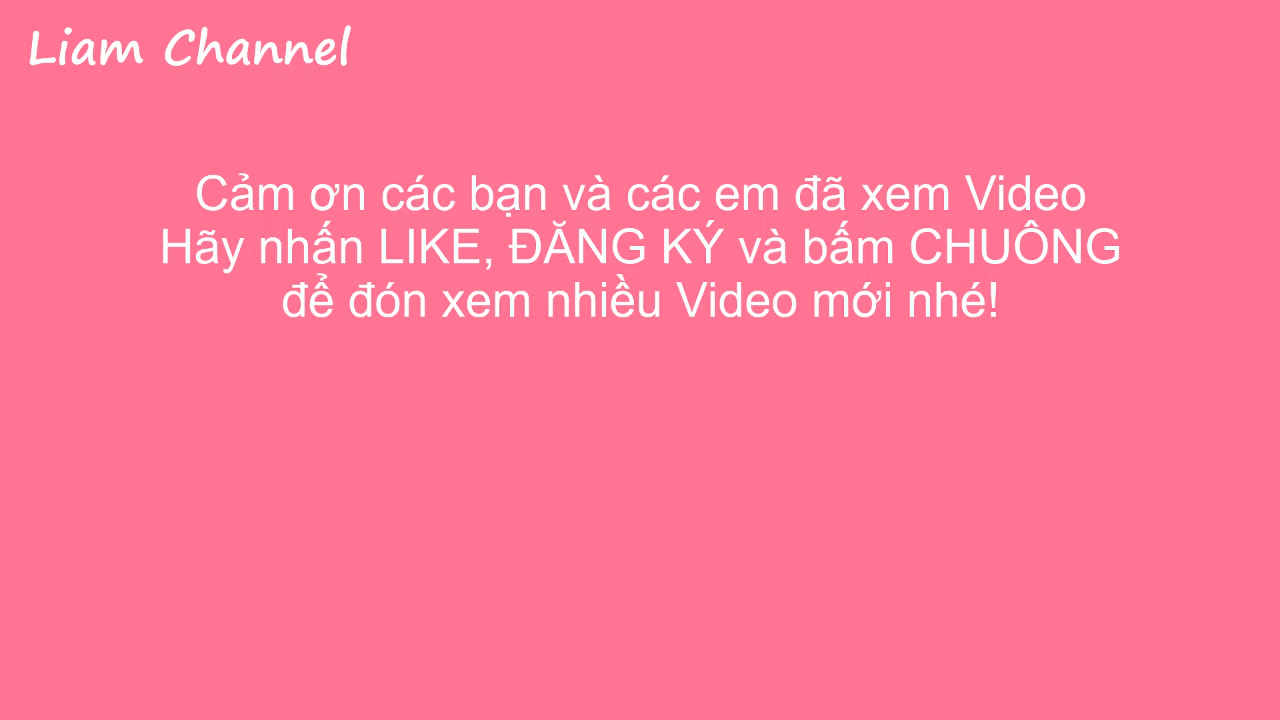 Liam Channel
Cảm ơn các bạn và các em đã xem Video
Hãy nhấn LIKE, ĐĂNG KÝ và bấm CHUÔNG
để đón xem nhiều Video mới nhé!